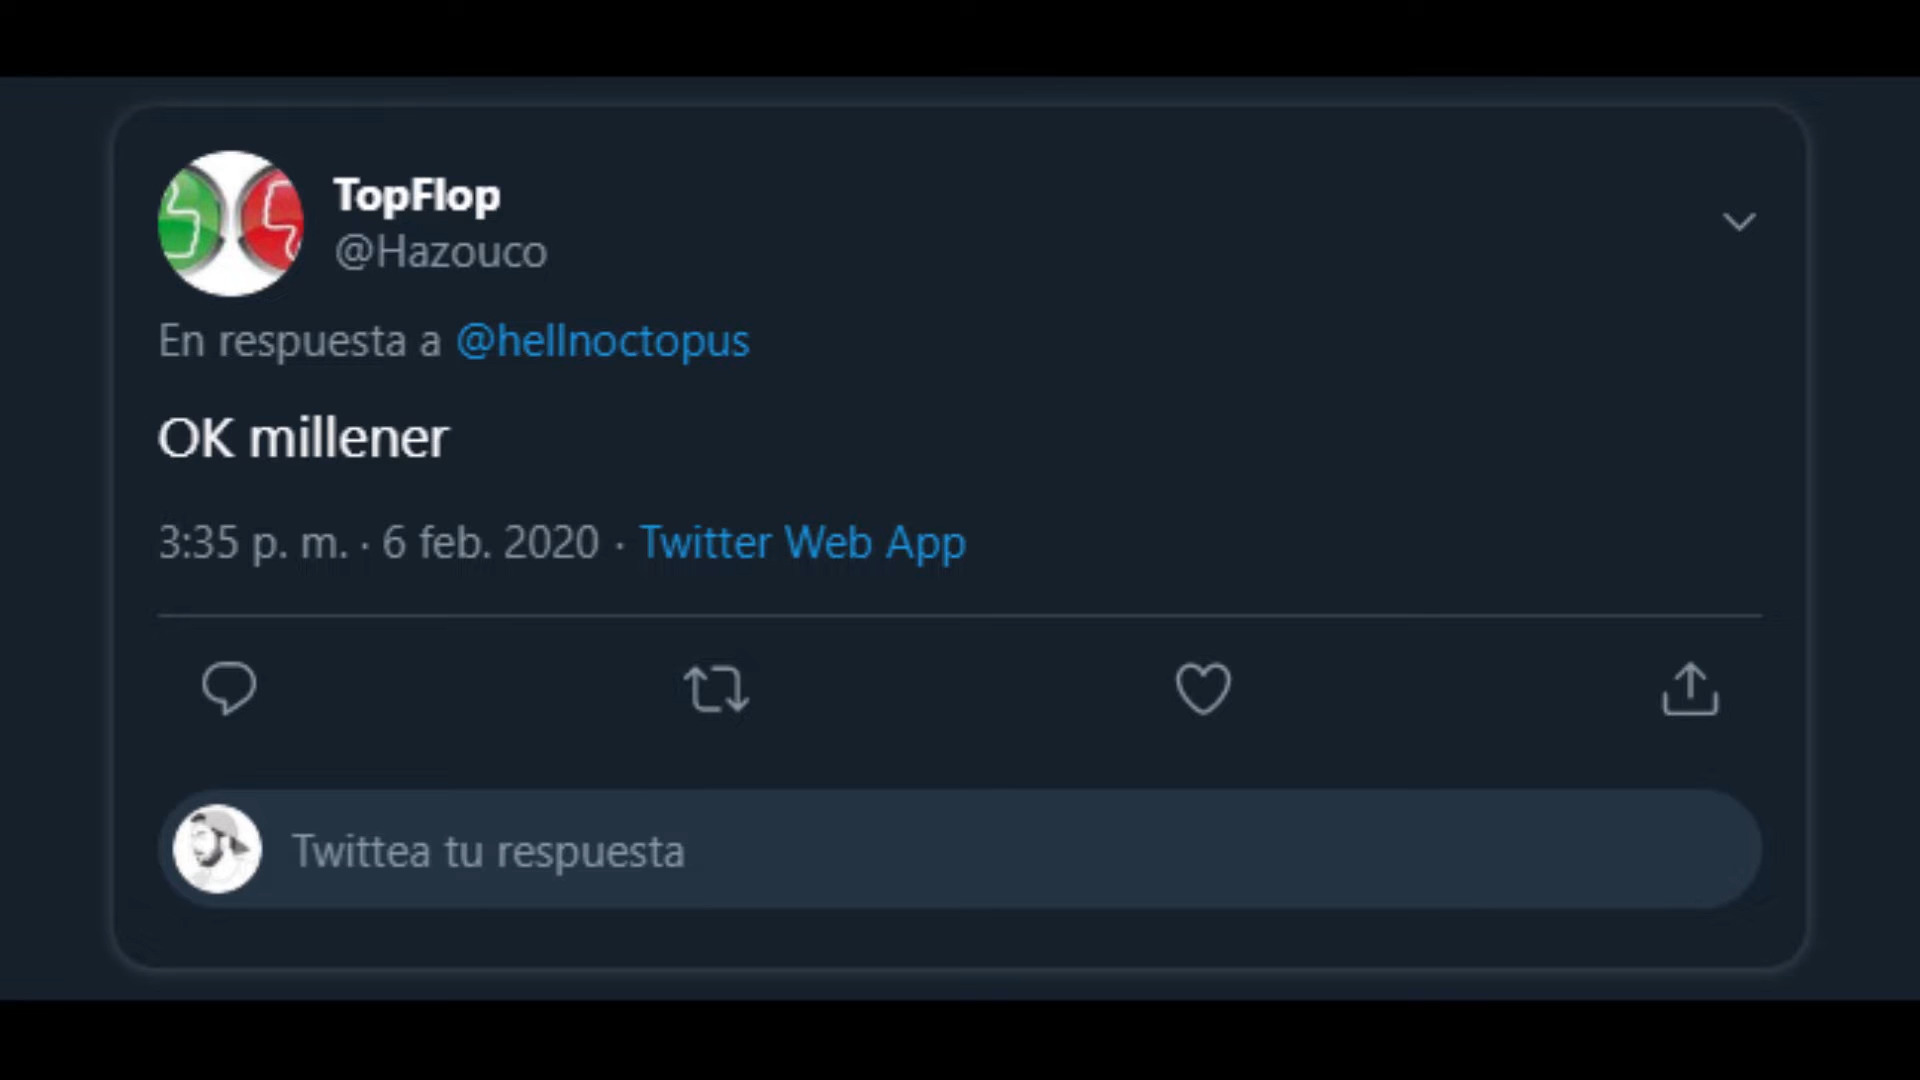 TopFlop
@Hazouco
En respuesta a @hellnoctopus
OK millener
3:35 p. m. · 6 feb. 2020 · Twitter Web App
Twittea tu respuesta